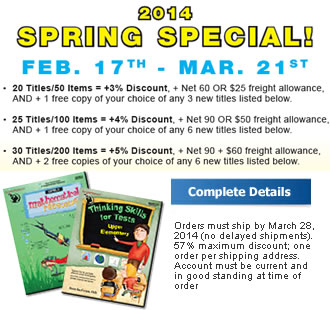 2014
SPRING SPECIAL!
FEB. 17TH - MAR. 21ST
• 20 Titles/50 Items = +3% Discount, + Net 60 OR $25 freight allowance,
AND + 1 free copy of your choice of any 3 new titles listed below.
• 25 Titles/100 Items = +4% Discount, + Net 90 OR $50 freight allowance,
AND + 1 free copy of your choice of any 6 new titles listed below.
• 30 Titles/200 Items = +5% Discount, + Net 90 + $60 freight allowance,
AND + 2 free copies of your choice of any 6 new titles listed below.
Mathematical
Thinking Skills
for Tests
Upper
Elementary
Complete Details
Orders must ship by March 28,
2014 (no delayed shipments).
57% maximum discount; one
order per shipping address.
Account must be current and
in good standing at time of
order